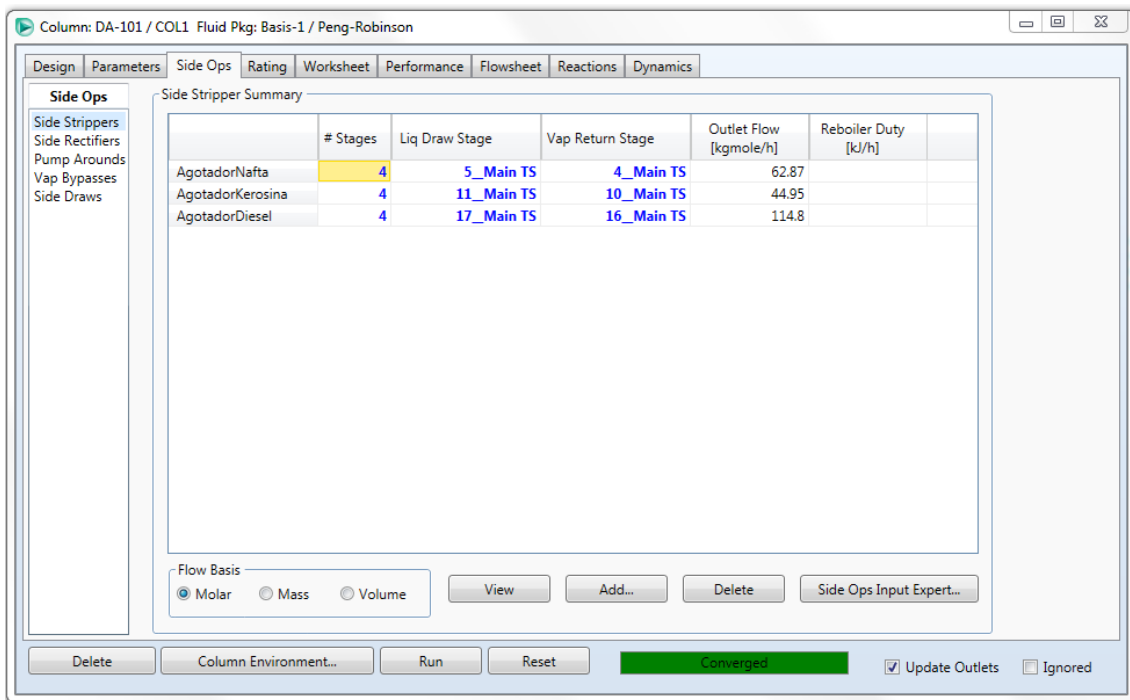 Column: DA-101 / COL1 Fluid Pkg: Basis-1 / Peng-Robinson
Design Parameters Side Ops Rating Worksheet Performance Flowsheet Reactions Dynamics
Side Ops
Side Strippers
Side Rectifiers
Pump Arounds
Vap Bypasses
Side Draws
Side Stripper Summary
# Stages Liq Draw Stage Vap Return Stage Outlet Flow [kgmole/h] Reboiler Duty [kJ/h]
AgotadorNafta 4 5__Main TS 4__Main TS 62.87
AgotadorKerosina 4 11__Main TS 10__Main TS 44.95
AgotadorDiesel 4 17__Main TS 16__Main TS 114.8
Flow Basis
Molar Mass Volume
View Add... Delete Side Ops Input Expert...
Delete Column Environment... Run Reset Converged Update Outlets Ignored